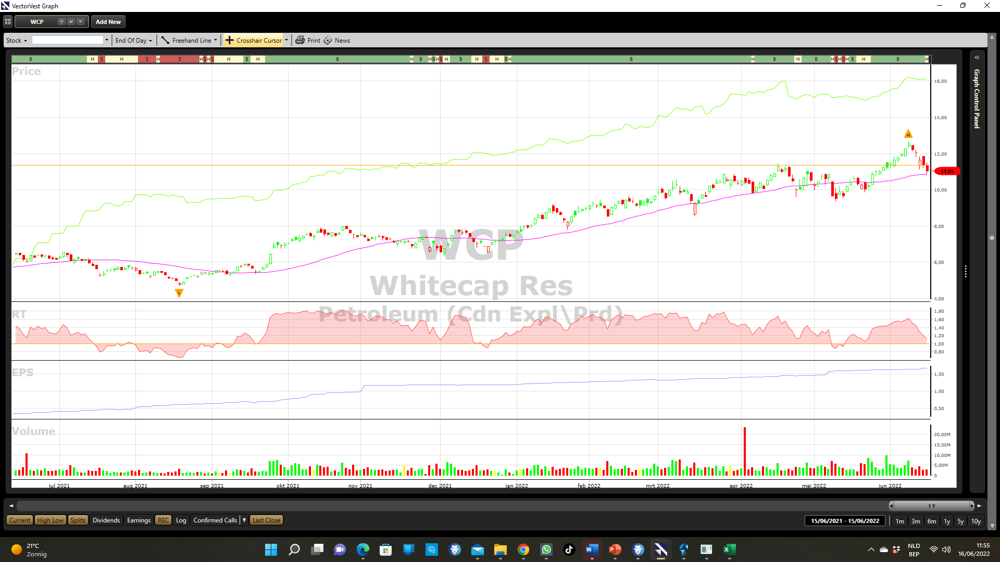 VectorVest Graph
WCP
Add New
Stock
End Of Day
Freehand Line
Crosshair Cursor
Print
News
B H S H S H S H S H S H B H B H B H B H S H B H S H B H B H B H B H S H S H B H B H
Price
16,00
14,00
12,00
11,05
10,00
8,00
6,00
4,00
H
L
WCP
Whitecap Res
Petroleum (Cdn Expl\Prd)
RT
1,80
1,60
1,40
1,20
1,00
0,80
EPS
1,50
1,00
0,50
Volume
20,00M
15,00M
10,00M
5,00M
0
jul 2021 aug 2021 sep 2021 okt 2021 nov 2021 dec 2021 jan 2022 feb 2022 mrt 2022 apr 2022 mei 2022 jun 2022
Graph Control Panel
1 Y
Current High Low Splits Dividends Earnings REC Log Confirmed Calls Last Close
15/06/2021 - 15/06/2022
1m 3m 6m 1y 5y 10y
21°C
Zonnig
NLD
BEP
11:55
16/06/2022